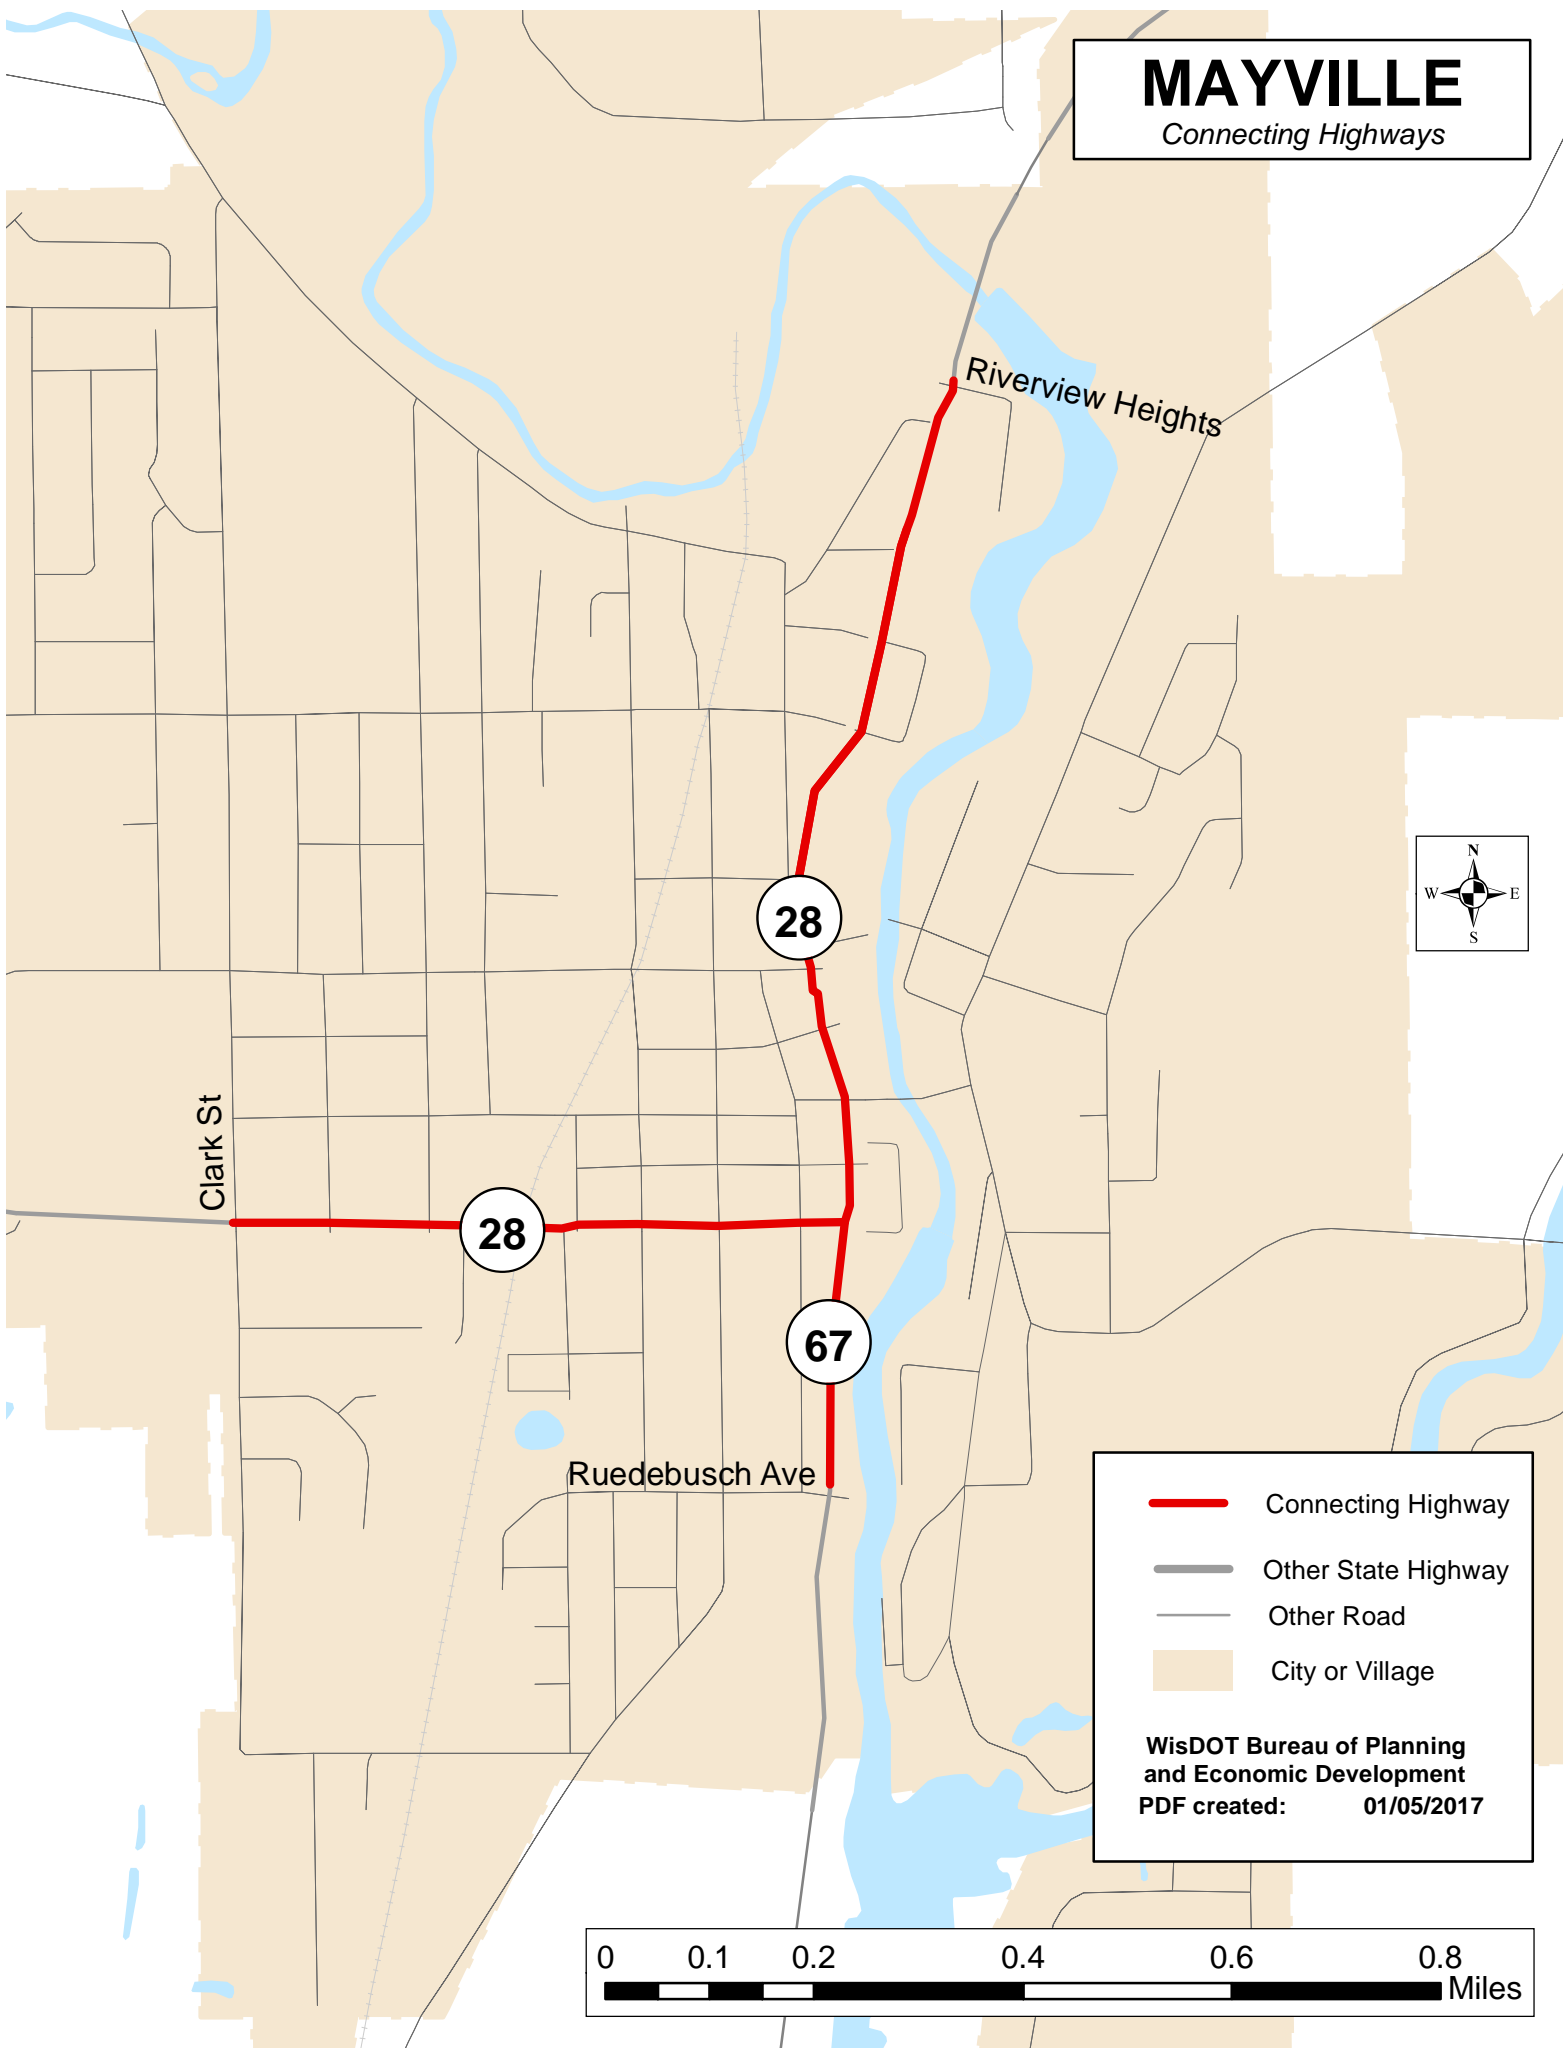 MAYVILLE
Connecting Highways
Riverview Heights
N
W E
S
28
Clark St
28
67
Ruedebusch Ave
Connecting Highway
Other State Highway
Other Road
City or Village
WisDOT Bureau of Planning
and Economic Development
PDF created: 01/05/2017
0 0.1 0.2 0.4 0.6 0.8
Miles